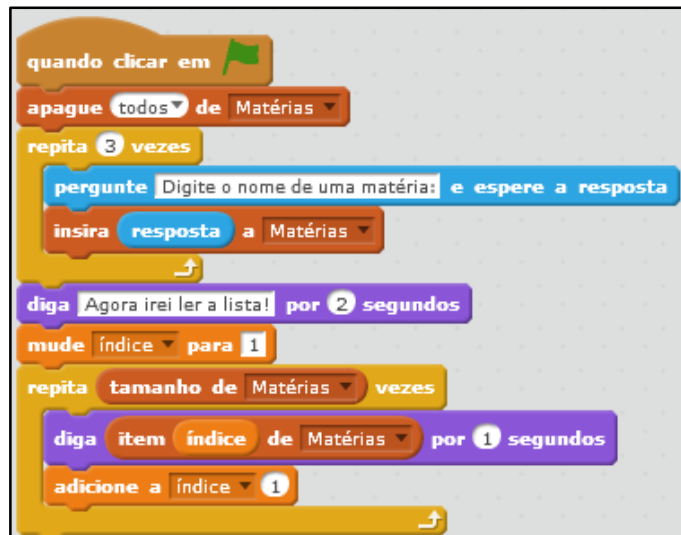 quando clicar em
apague todos de Matérias
repita 3 vezes
pergunte Digite o nome de uma matéria: e espere a resposta
insira resposta a Matérias
diga Agora irei ler a lista! por 2 segundos
mude índice para 1
repita tamanho de Matérias vezes
diga item índice de Matérias por 1 segundos
adicione a índice 1